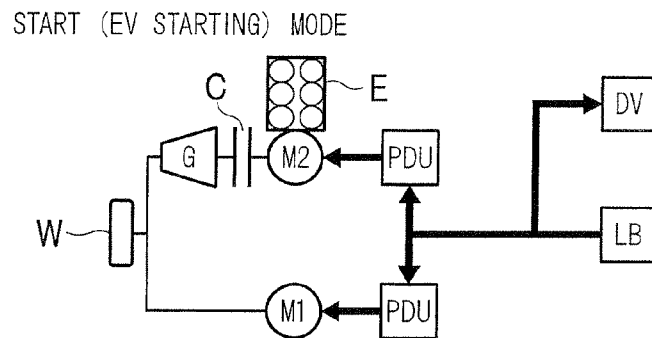 START (EV STARTING) MODE
C
E
DV
G
M2
PDU
W
LB
M1
PDU